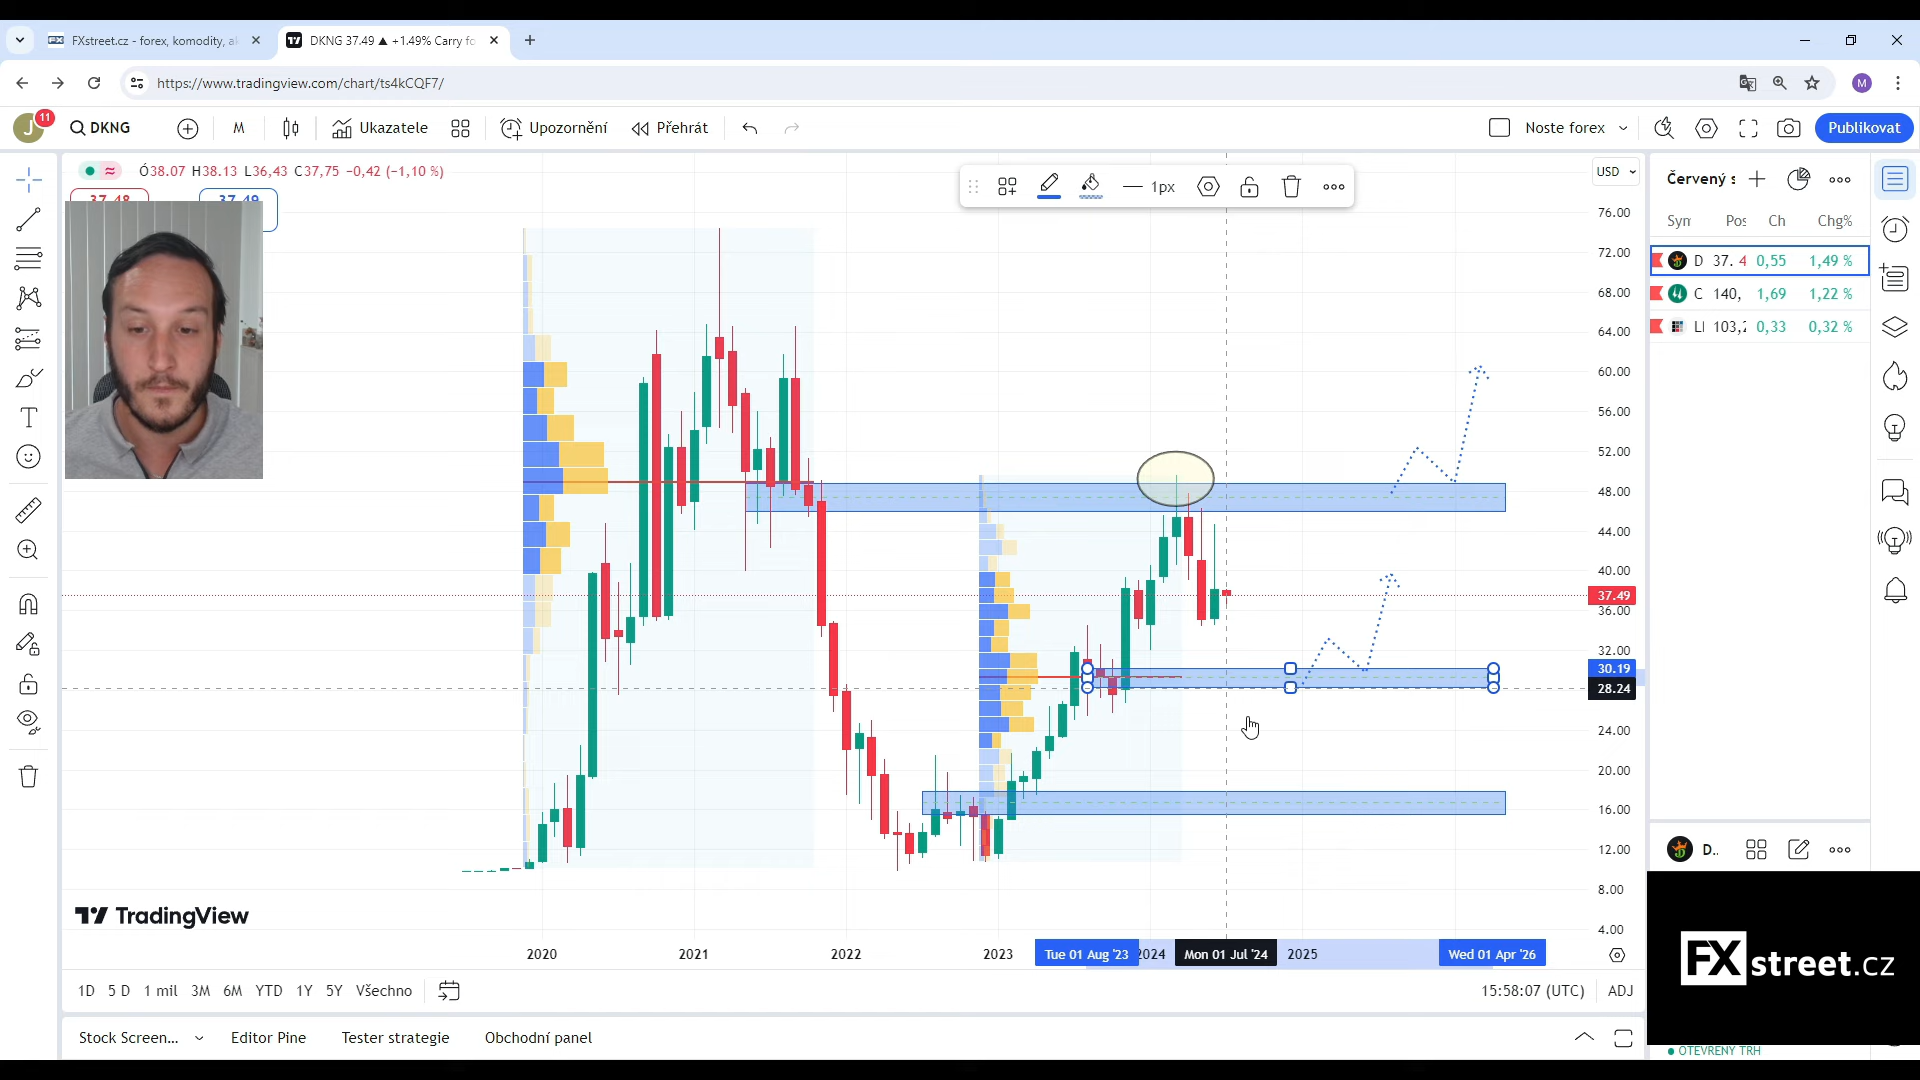 FXstreet.cz - forex, komodity, a
DKNG 37.49 ▲ +1.49% Carry fo
https://www.tradingview.com/chart/ts4kCQF7/
M
J
11
DKNG
M
Ukazatele
Upozornění
Přehrát
Noste forex
Publikovat
Ó38.07 H38.13 L36,43 C37,75 −0,42 (−1,10 %)
37.48
37.49
1px
USD
Červený s
Syn
Pos
Ch
Chg%
D 37. 4 0,55 1,49 %
C 140, 1,69 1,22 %
LI 103,2 0,33 0,32 %
76.00
72.00
68.00
64.00
60.00
56.00
52.00
48.00
44.00
40.00
37.49
36.00
32.00
30.19
28.24
24.00
20.00
16.00
12.00
8.00
4.00
D..
TradingView
2020
2021
2022
2023
Tue 01 Aug '23
2024
Mon 01 Jul '24
2025
Wed 01 Apr '26
FXstreet.cz
1D
5 D
1 mil
3M
6M
YTD
1Y
5Y
Všechno
15:58:07 (UTC)
ADJ
Stock Screen...
Editor Pine
Tester strategie
Obchodní panel
OTEVŘENÝ TRH